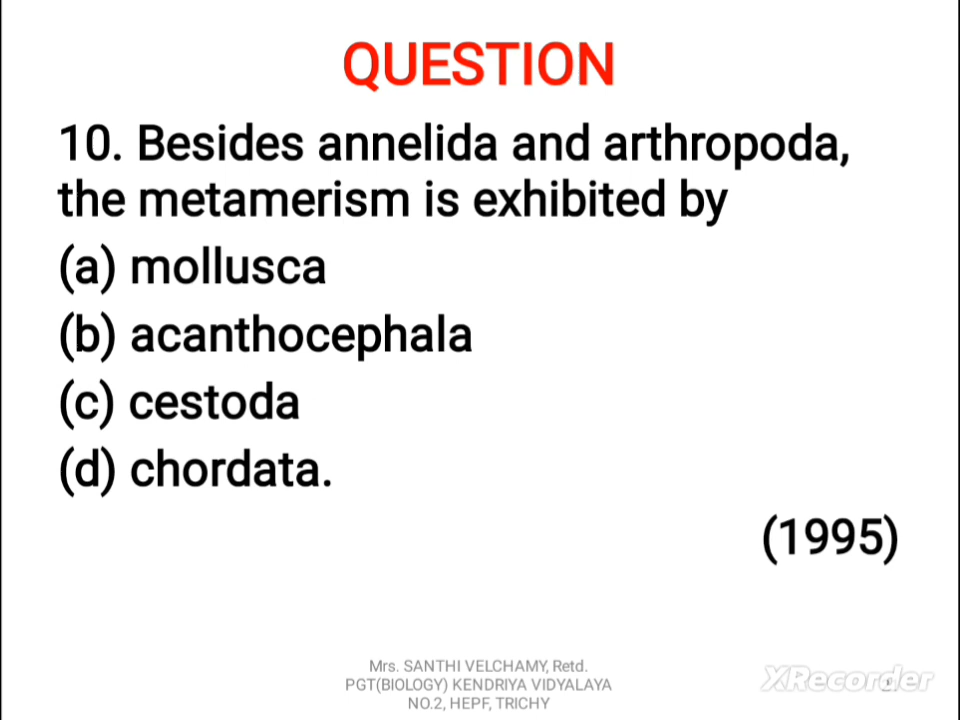 QUESTION
10. Besides annelida and arthropoda,
the metamerism is exhibited by
(a) mollusca
(b) acanthocephala
(c) cestoda
(d) chordata.
(1995)
Mrs. SANTHI VELCHAMY, Retd.
PGT(BIOLOGY) KENDRIYA VIDYALAYA
NO.2, HEPF, TRICHY
XRecorder